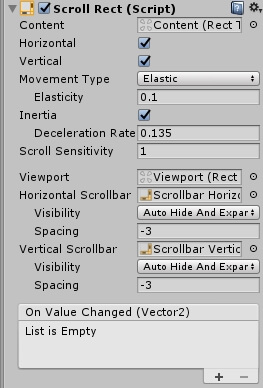 Scroll Rect (Script)
Content Content (Rect T
Horizontal
Vertical
Movement Type Elastic
Elasticity 0.1
Inertia
Deceleration Rate 0.135
Scroll Sensitivity 1
Viewport Viewport (Rect
Horizontal Scrollbar Scrollbar Horizo
Visibility Auto Hide And Expan
Spacing -3
Vertical Scrollbar Scrollbar Vertic
Visibility Auto Hide And Expan
Spacing -3
On Value Changed (Vector2)
List is Empty